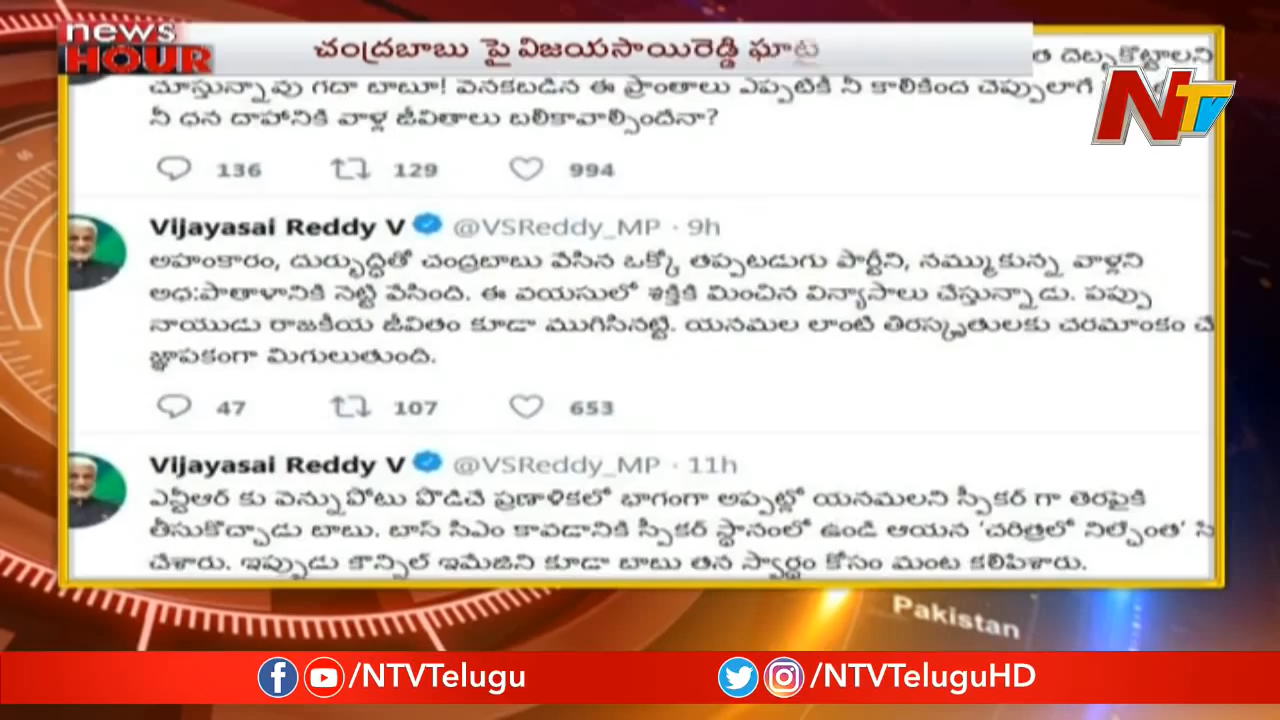 news
HOUR
చంద్రబాబు పై విజయసాయిరెడ్డి ఘాట్ర
త దెబ్బకొట్టాలని
NTV
చూస్తున్నావు గదా బాబూ! వెనకబడిన ఈ ప్రాంతాలు ఎప్పటికీ నీ కాలికింద చెప్పులాగే
నీ ధన దాహానికి వాళ్ల జీవితాలు బలికావాల్సిందేనా?
136 129 994
Vijayasai Reddy V @VSReddy_MP · 9h
అహంకారం, దుర్బుద్ధితో చంద్రబాబు వేసిన ఒక్కో తప్పటడుగు పార్టీని, నమ్ముకున్న వాళ్లని
అధ:పాతాళానికి నెట్టి వేసింది. ఈ వయసులో శక్తికి మించిన విన్యాసాలు చేస్తున్నాడు. పప్పు
నాయుడు రాజకీయ జీవితం కూడా ముగిసినట్టే. యనమల లాంటి తిరస్కృతులకు చరమాంకం చే
జ్ఞాపకంగా మిగులుతుంది.
47 107 653
Vijayasai Reddy V @VSReddy_MP · 11h
ఎన్టీఆర్ కు వెన్నుపోటు పొడిచే ప్రణాళికలో భాగంగా అప్పట్లో యనమలని స్పీకర్ గా తెరపైకి
తీసుకొచ్చాడు బాబు. బాస్ సిఎం కావడానికి స్పీకర్ స్థానంలో ఉండి ఆయన ‘చరిత్రలో నిల్చేంత’ సే
చేశారు. ఇప్పుడు కౌన్సిల్ ఇమేజిని కూడా బాబు తన స్వార్థం కోసం మంట కలిపేశారు.
Pakistan
/NTVTelugu
/NTVTeluguHD